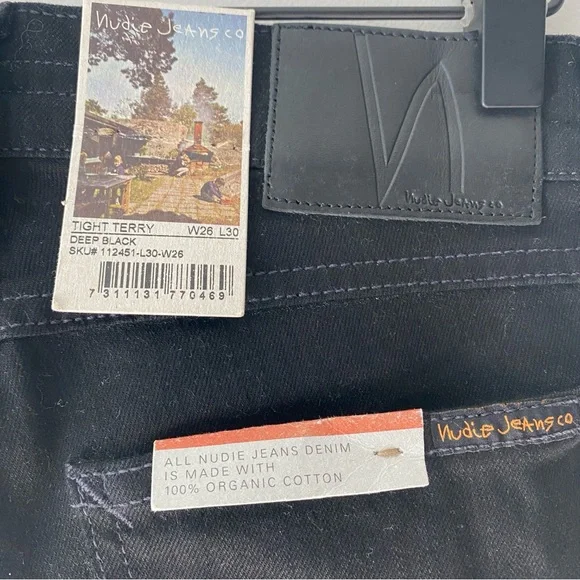 nudie Jeans co
TIGHT TERRY W26 L30
DEEP BLACK
SKU# 112451-L30-W26
7 311131 770469
nudie Jeans co
nudie Jeans co
ALL NUDIE JEANS DENIM
IS MADE WITH
100% ORGANIC COTTON